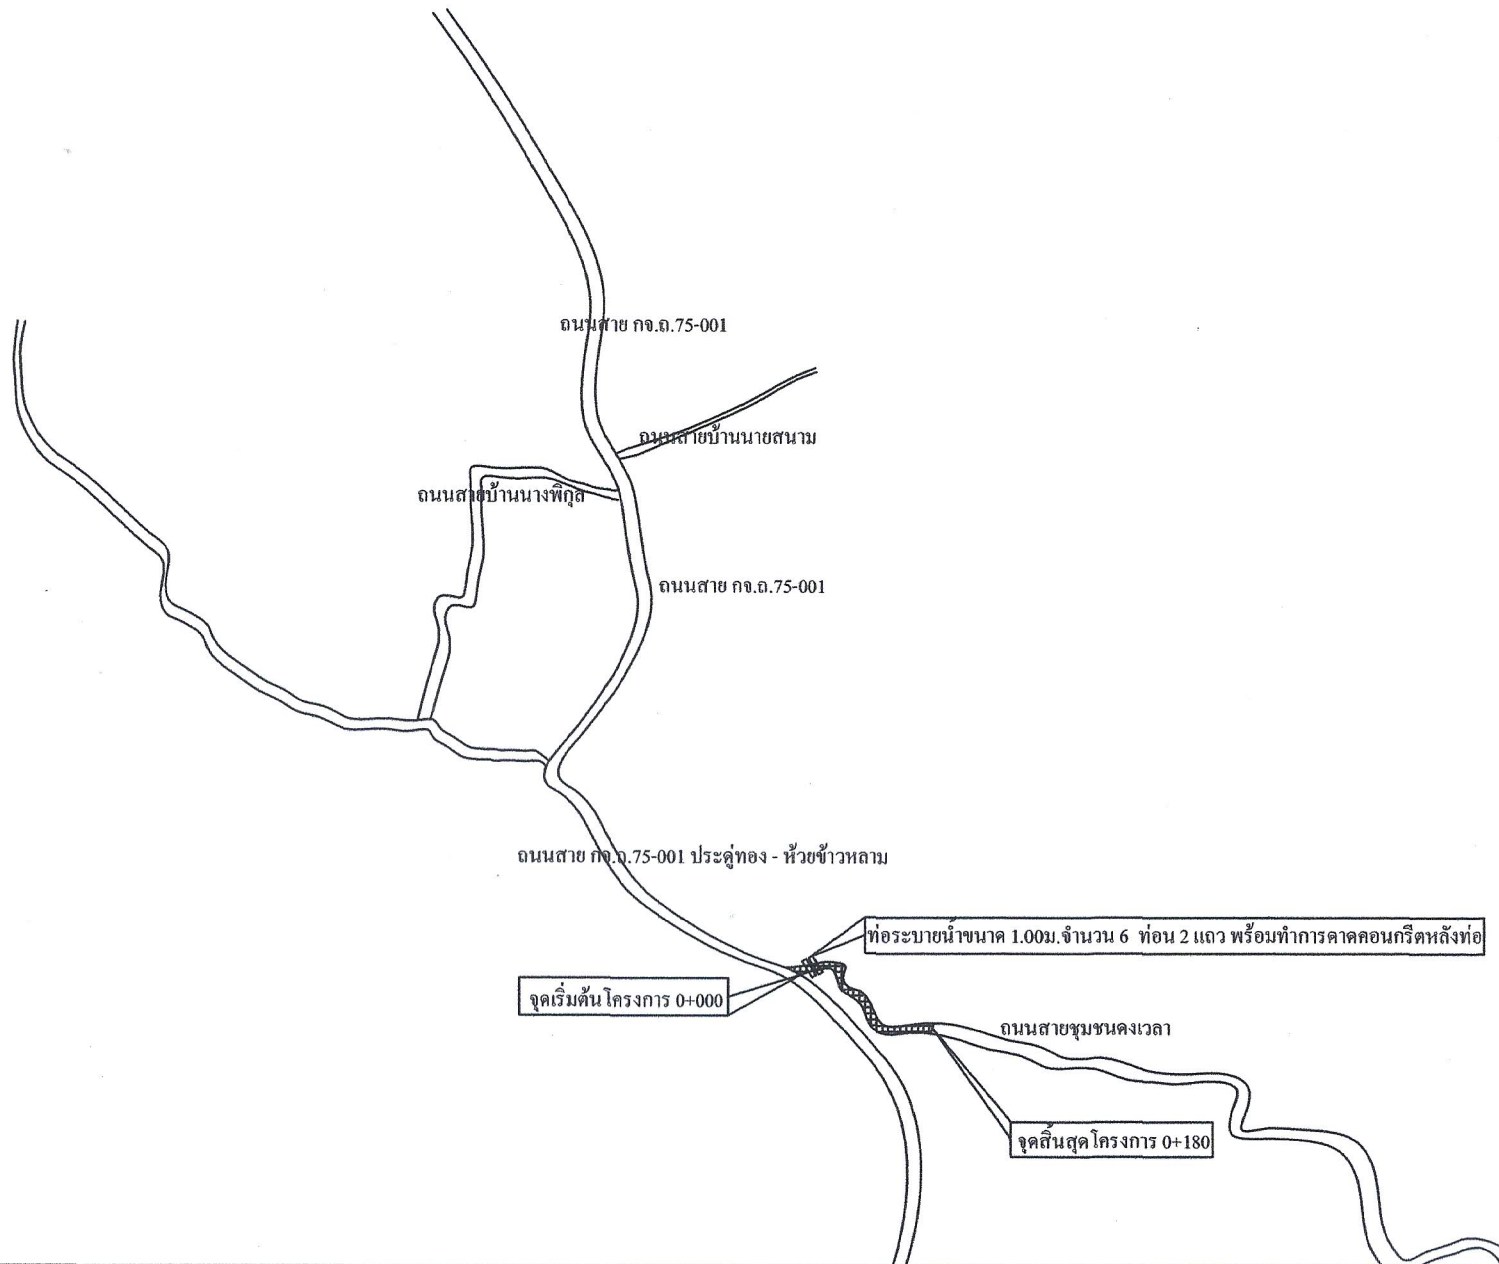 ถนนสาย กจ.ถ.75-001
ถนนสายบ้านนายสนาม
ถนนสายบ้านนางพิกุล
ถนนสาย กจ.ถ.75-001
ถนนสาย กจ.ถ.75-001 ประดู่ทอง - ห้วยข้าวหลาม
ท่อระบายน้ำขนาด 1.00ม.จำนวน 6 ท่อน 2 แถว พร้อมทำการดาดคอนกรีตหลังท่อ
จุดเริ่มต้นโครงการ 0+000
ถนนสายชุมชนดงเวลา
จุดสิ้นสุดโครงการ 0+180